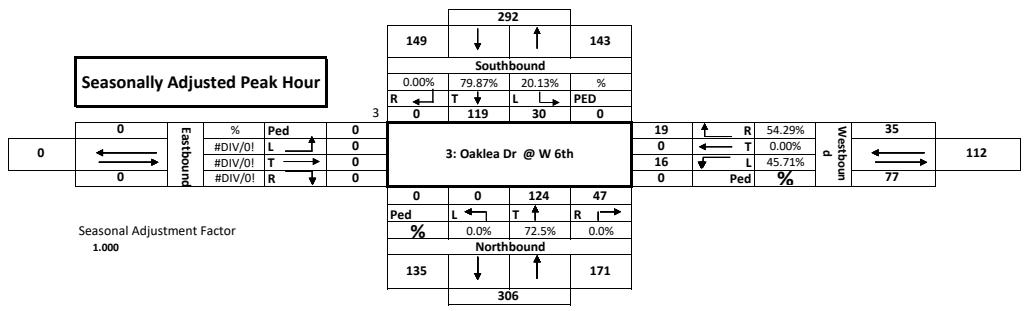 292
149 143
Southbound
Seasonally Adjusted Peak Hour
0.00% 79.87% 20.13% %
R T L PED
3 0 119 30 0
0 Eastbound % Ped 0 3: Oaklea Dr @ W 6th 19 R 54.29% Westboun 35
0 #DIV/0! L 0 0 T 0.00% d 112
#DIV/0! T 0 16 L 45.71%
0 #DIV/0! R 0 0 Ped % 77
0 0 124 47
Ped L T R
Seasonal Adjustment Factor % 0.0% 72.5% 0.0%
1.000 Northbound
135 171
306